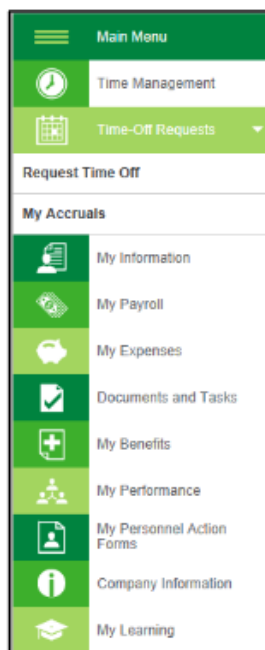 Main Menu
Time Management
Time-Off Requests
Request Time Off
My Accruals
My Information
My Payroll
My Expenses
Documents and Tasks
My Benefits
My Performance
My Personnel Action
Forms
Company Information
My Learning